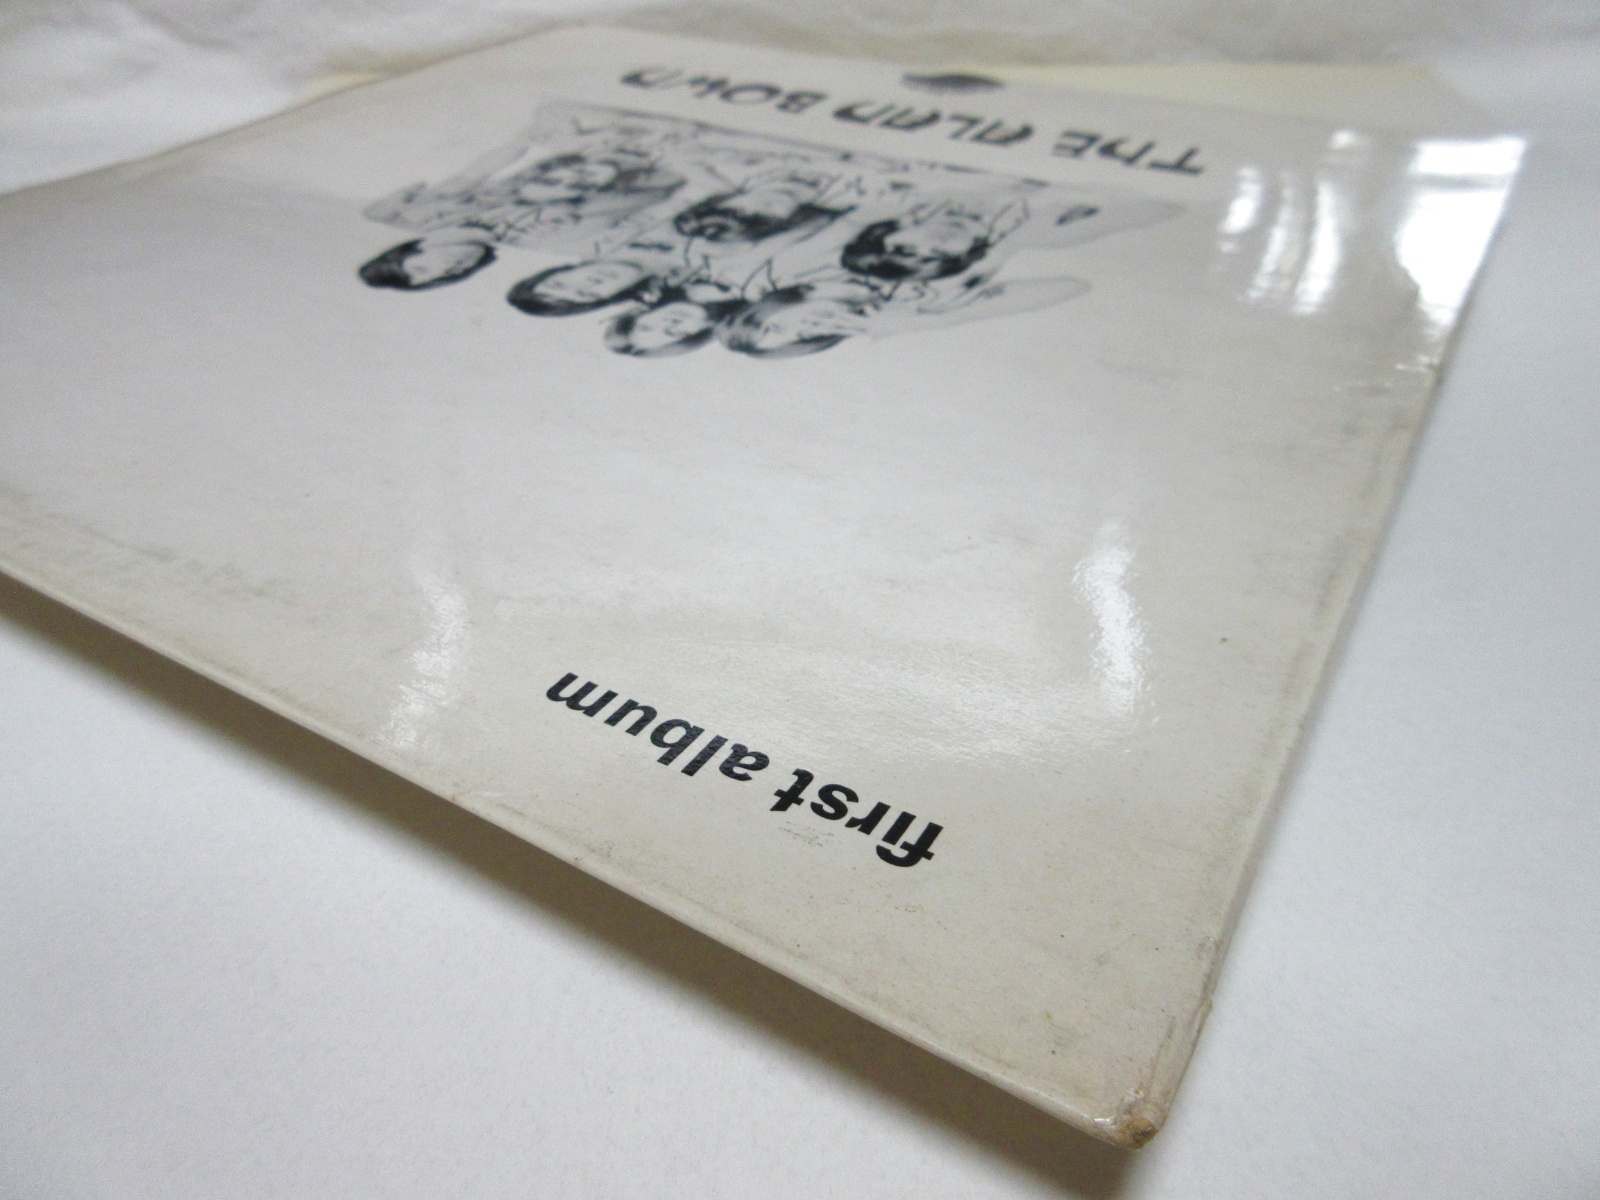 THE ALAN BOWN
first album